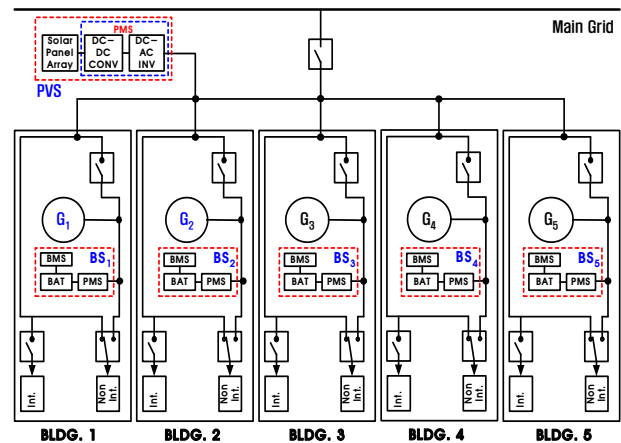 Main Grid
PMS
Solar Panel Array
DC–DC CONV
DC–AC INV
PVS
G1
BS1
BMS
BAT
PMS
Int.
Non Int.
BLDG. 1
G2
BS2
BMS
BAT
PMS
Int.
Non Int.
BLDG. 2
G3
BS3
BMS
BAT
PMS
Int.
Non Int.
BLDG. 3
G4
BS4
BMS
BAT
PMS
Int.
Non Int.
BLDG. 4
G5
BS5
BMS
BAT
PMS
Int.
Non Int.
BLDG. 5